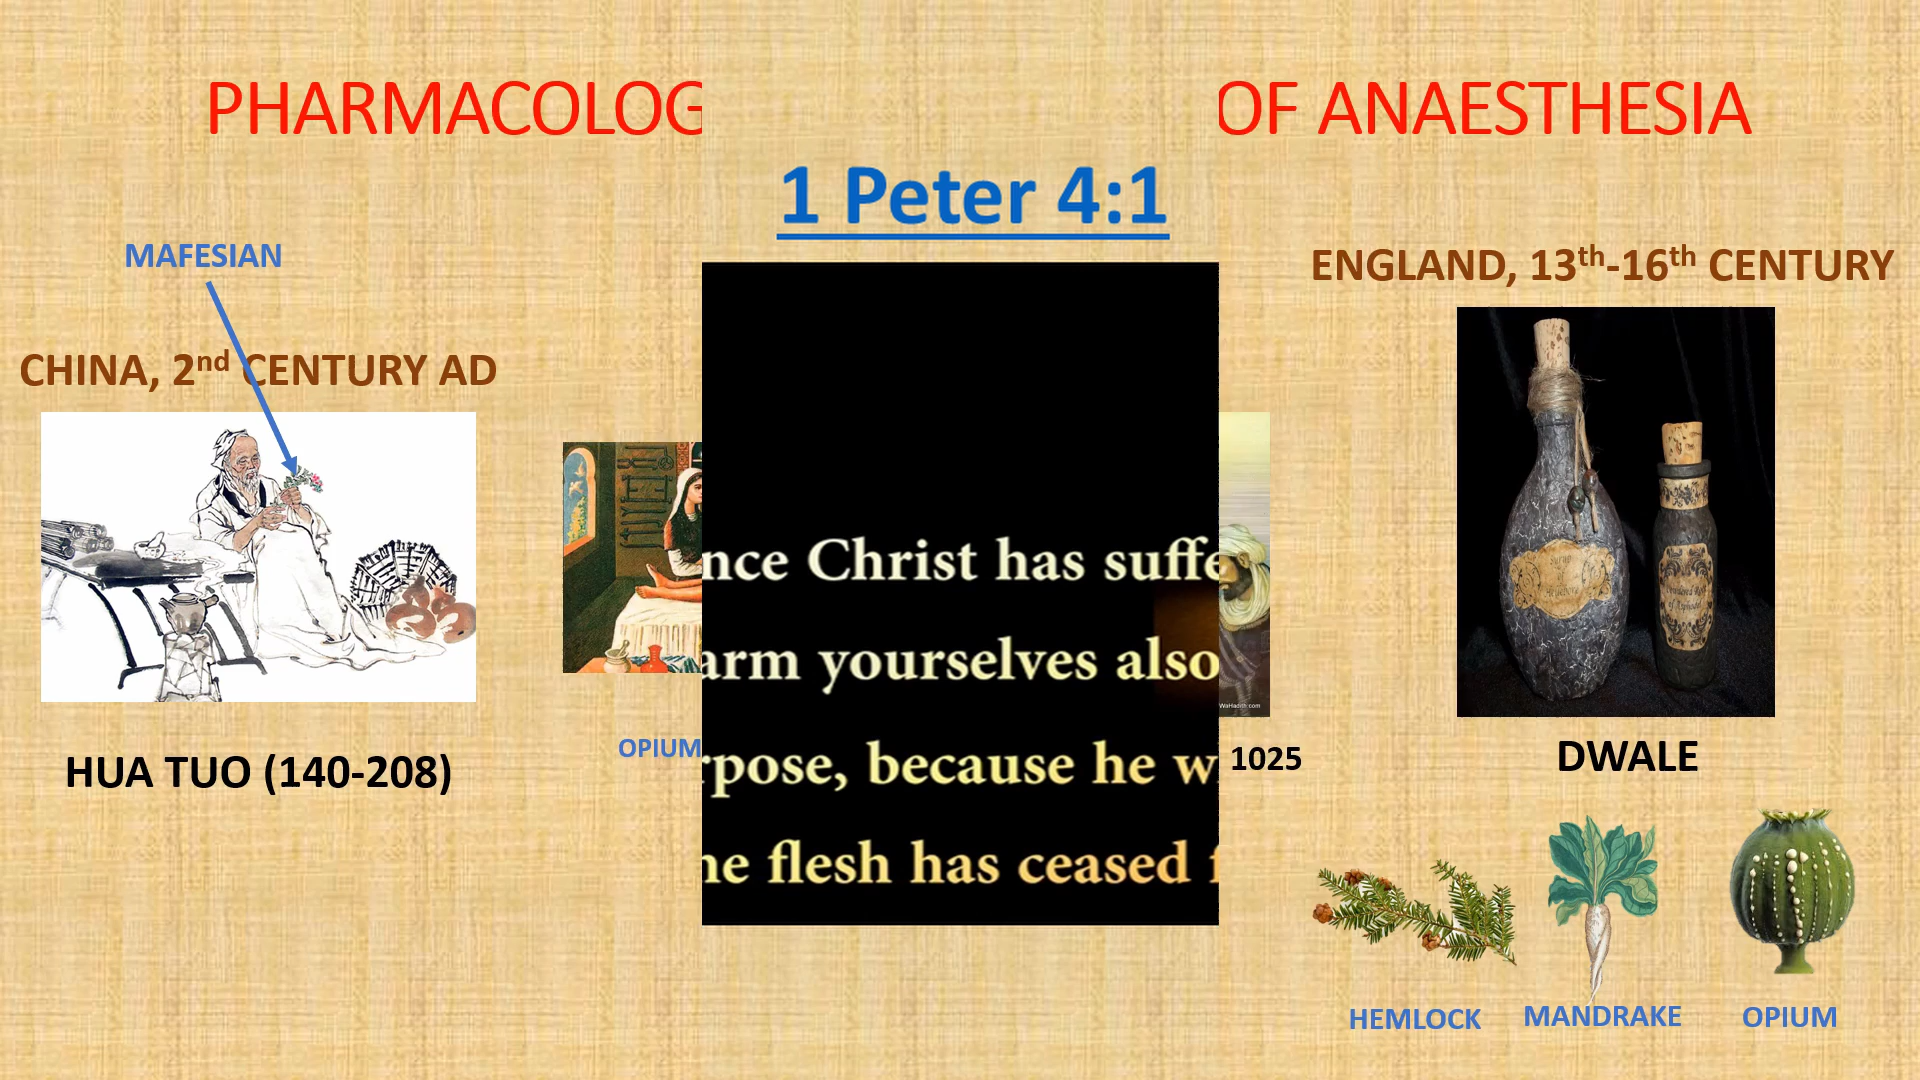 PHARMACOLOG OF ANAESTHESIA
1 Peter 4:1
MAFESIAN
ENGLAND, 13th-16th CENTURY
CHINA, 2nd CENTURY AD
nce Christ has suffe
arm yourselves also
rpose, because he w
he flesh has ceased f
WaHadith.com
OPIUM
1025
HUA TUO (140-208)
DWALE
HEMLOCK
MANDRAKE
OPIUM